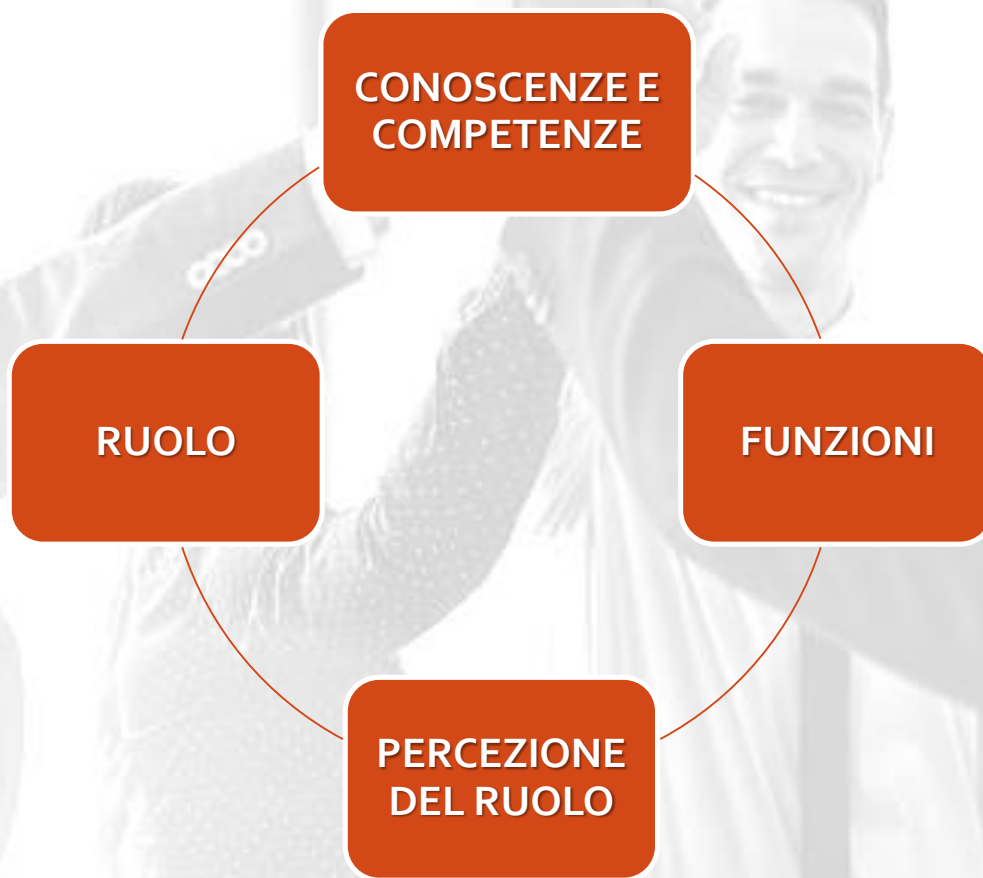 CONOSCENZE E
COMPETENZE
RUOLO
FUNZIONI
PERCEZIONE
DEL RUOLO